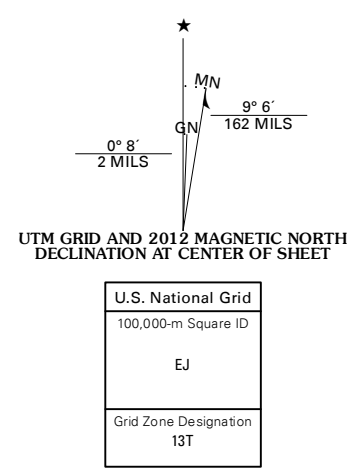 ★
MN
GN
9° 6´
162 MILS
0° 8´
2 MILS
UTM GRID AND 2012 MAGNETIC NORTH
DECLINATION AT CENTER OF SHEET
U.S. National Grid
100,000-m Square ID
EJ
Grid Zone Designation
13T